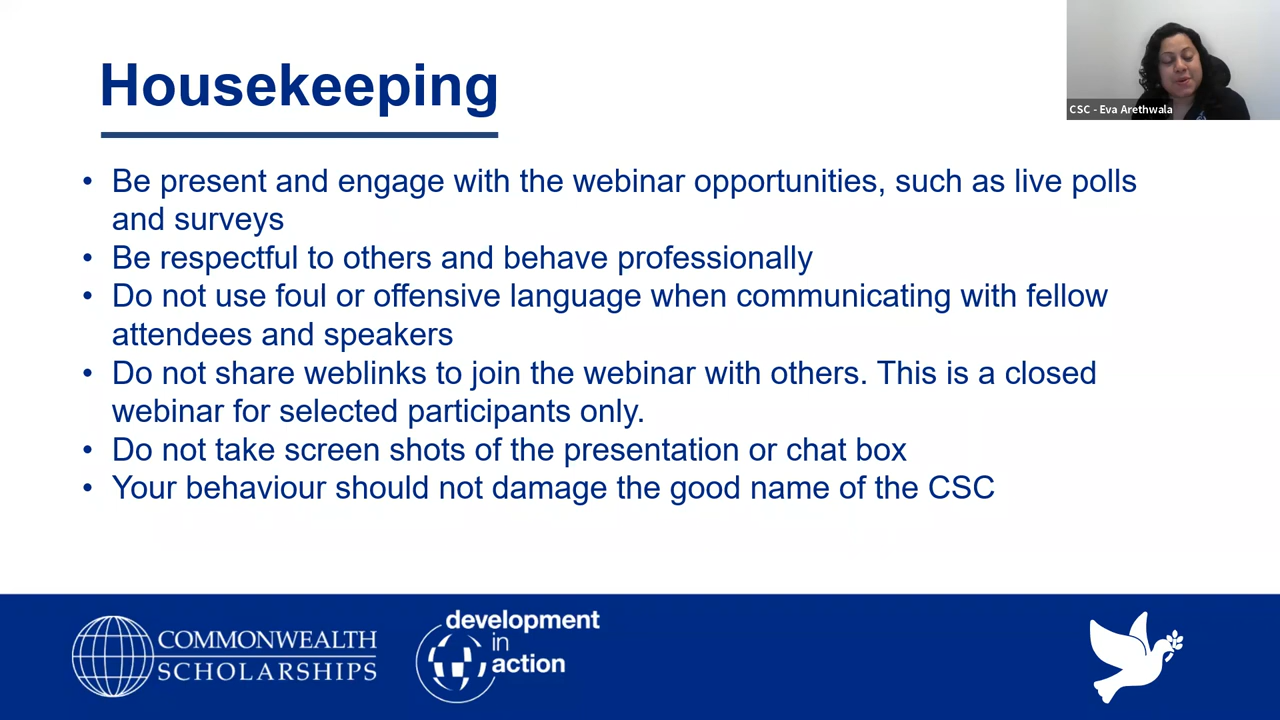 Housekeeping
CSC - Eva Arethwala
• Be present and engage with the webinar opportunities, such as live polls
and surveys
• Be respectful to others and behave professionally
• Do not use foul or offensive language when communicating with fellow
attendees and speakers
• Do not share weblinks to join the webinar with others. This is a closed
webinar for selected participants only.
• Do not take screen shots of the presentation or chat box
• Your behaviour should not damage the good name of the CSC
COMMONWEALTH
SCHOLARSHIPS
development
in
action